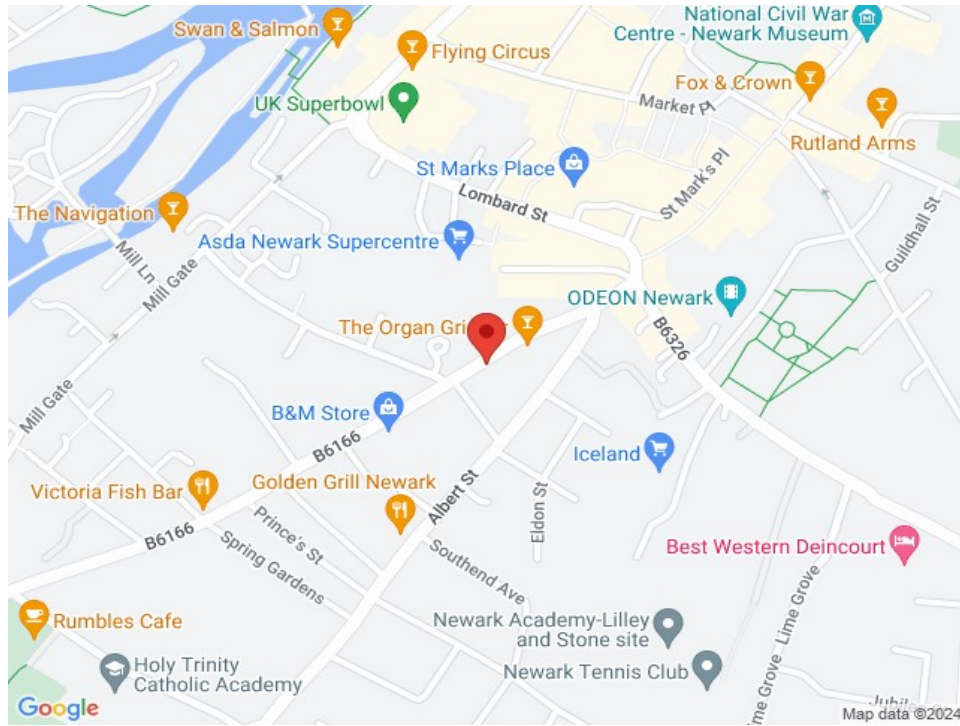 National Civil War
Centre - Newark Museum
Swan & Salmon
Flying Circus
Fox & Crown
UK Superbowl
Market Pl
Rutland Arms
St Marks Place
Lombard St
St Mark's Pl
The Navigation
Asda Newark Supercentre
Guildhall St
Mill Ln
Mill Gate
ODEON Newark
The Organ Gri
B6326
Mill Gate
B&M Store
B6166
Iceland
Golden Grill Newark
Albert St
Victoria Fish Bar
Eldon St
B6166
Prince's St
Best Western Deincourt
Spring Gardens
Southend Ave
Lime Grove
Lime Grove
Newark Academy-Lilley
and Stone site
Rumbles Cafe
Holy Trinity
Catholic Academy
Newark Tennis Club
Google
Map data ©2024